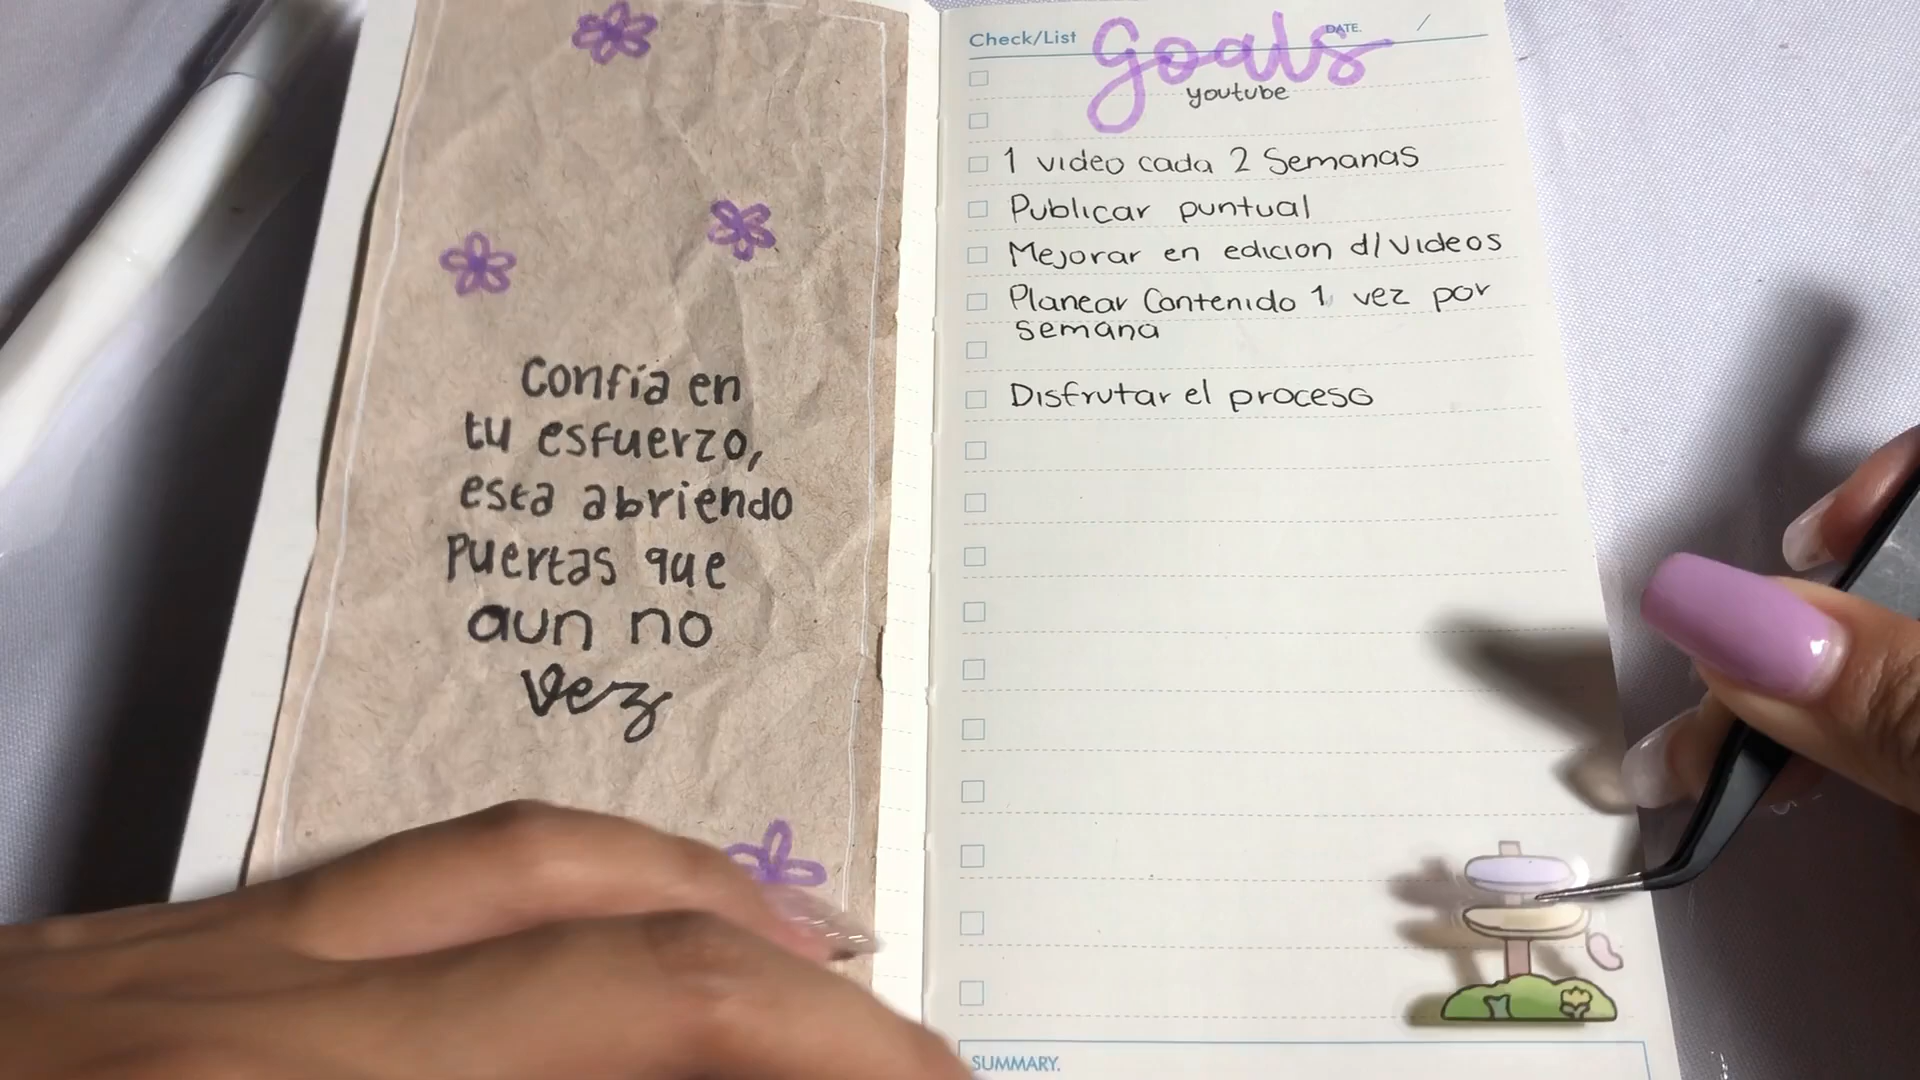 Confia en
tu esfuerzo,
esta abriendo
puertas que
aun no
vez
Check/List
goals
DATE. /
youtube
1 video cada 2 Semanas
Publicar puntual
Mejorar en edicion d/videos
Planear Contenido 1 vez por
semana
Disfrutar el proceso
SUMMARY.